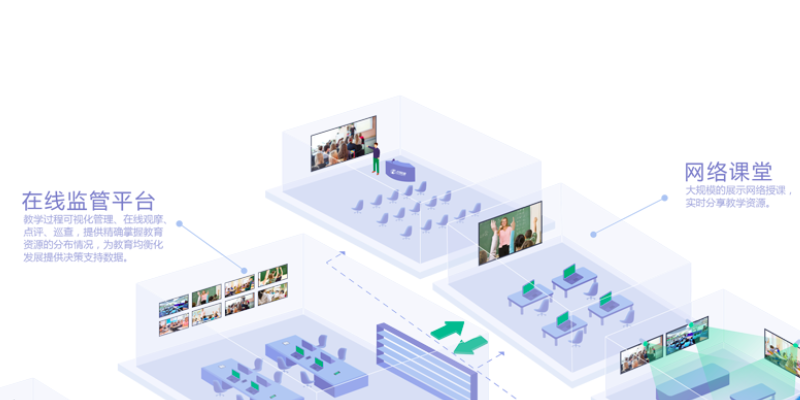 在线监管平台
教学过程可视化管理、在线观摩、
点评、巡查，提供精确掌握教育
资源的分布情况，为教育均衡化
发展提供决策支持数据。
网络课堂
大规模的展示网络授课，
实时分享教学资源。